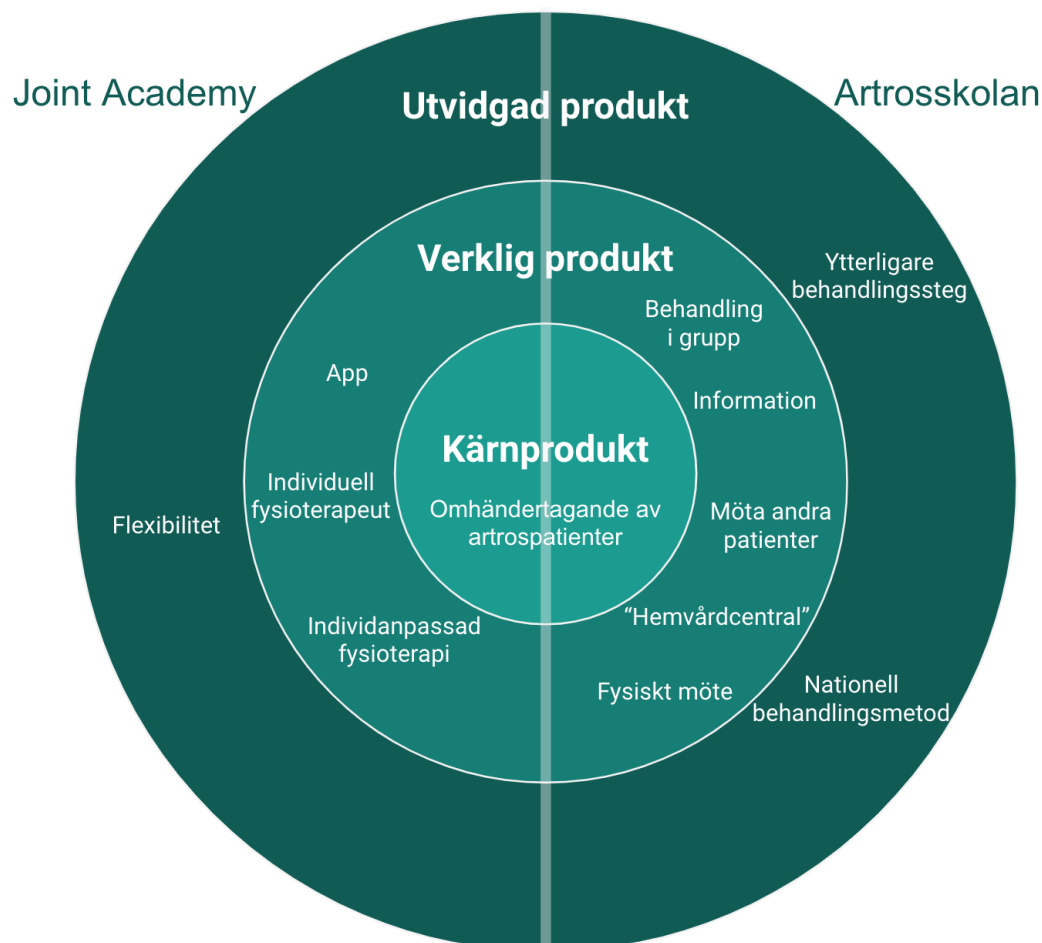 Joint Academy
Artrosskolan
Utvidgad produkt
Verklig produkt
Ytterligare
behandlingssteg
Behandling
i grupp
App
Information
Kärnprodukt
Omhändertagande av
artrospatienter
Individuell
fysioterapeut
Flexibilitet
Möta andra
patienter
Individanpassad
fysioterapi
“Hemvårdcentral”
Fysiskt möte
Nationell
behandlingsmetod